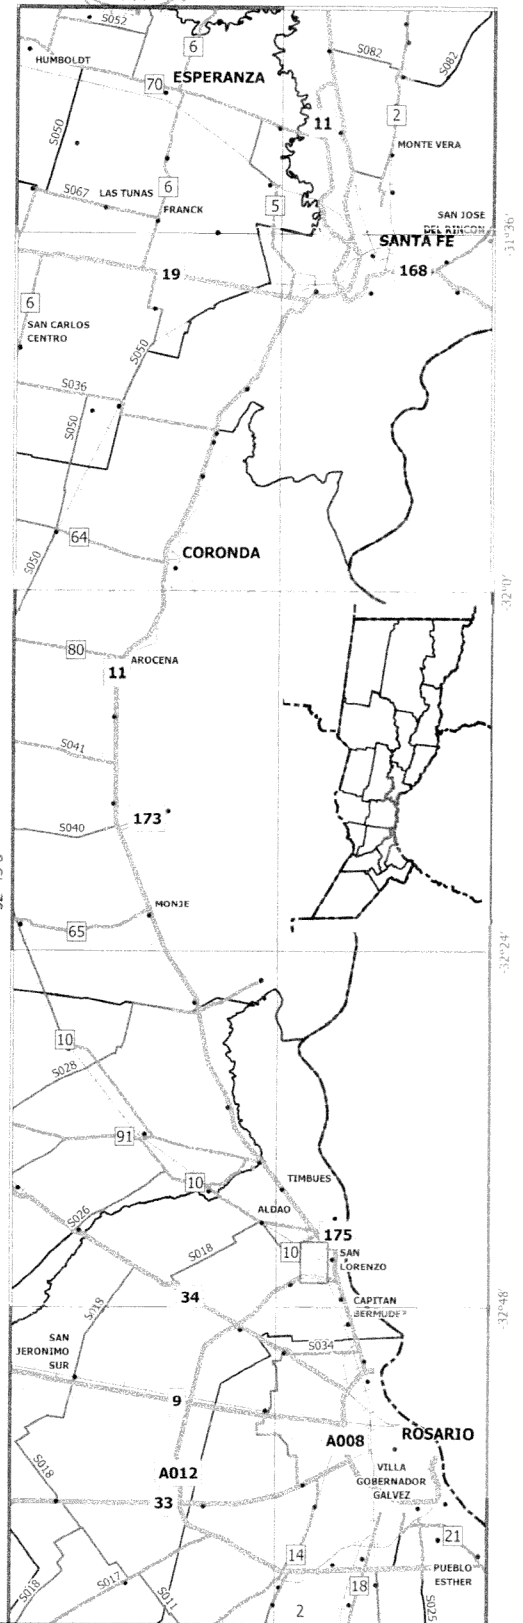 S052
6
S082
S082
HUMBOLDT
ESPERANZA
70
11
2
S050
MONTE VERA
S067
LAS TUNAS
6
FRANCK
5
SAN JOSE
DEL RINCON
-31°36'
SANTA FE
19
168
6
SAN CARLOS
CENTRO
S050
S036
S050
64
CORONDA
S050
-32°0'
80
AROCENA
11
S041
173
S040
MONJE
65
-32°24'
10
S028
91
10
TIMBUES
S026
ALDAO
175
S018
10
SAN
LORENZO
34
CAPITAN
BERMUDEZ
-32°48'
S018
SAN
JERONIMO
SUR
S034
9
A008
ROSARIO
A012
VILLA
GOBERNADOR
GALVEZ
S018
33
21
14
PUEBLO
ESTHER
S018
S017
S011
2
18
S025